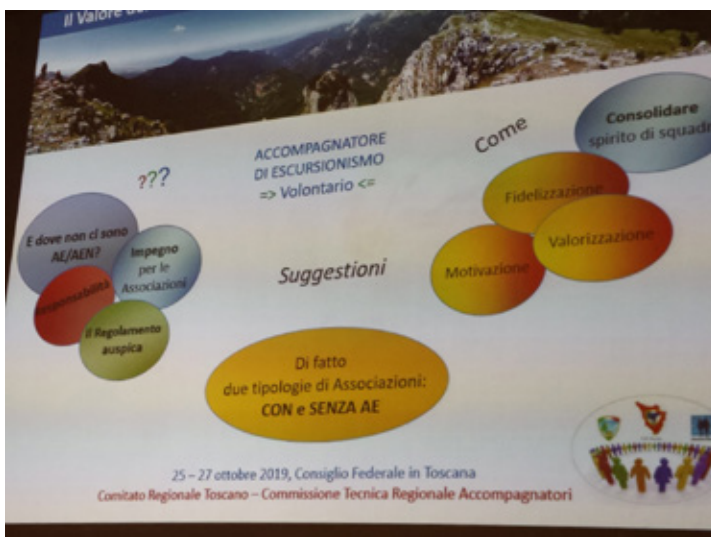 Il Valore
???
ACCOMPAGNATORE
DI ESCURSIONISMO
=> Volontario <=
Come
Consolidare
spirito di squadr
Fidelizzazione
Valorizzazione
Motivazione
E dove non ci sono
AE/AEN?
Impegno
per le
Associazioni
Responsabilità
Il Regolamento
auspica
Suggestioni
Di fatto
due tipologie di Associazioni:
CON e SENZA AE
25 – 27 ottobre 2019, Consiglio Federale in Toscana
Comitato Regionale Toscano – Commissione Tecnica Regionale Accompagnatori